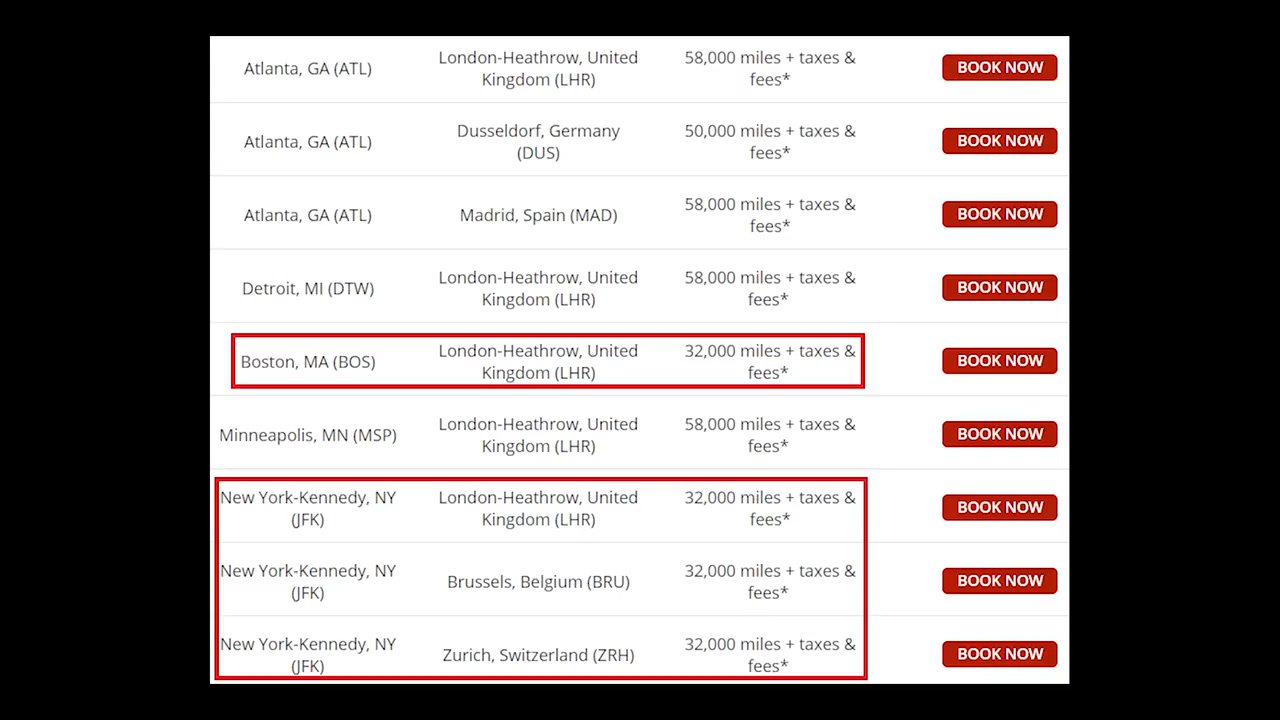 Atlanta, GA (ATL)
London-Heathrow, United
Kingdom (LHR)
58,000 miles + taxes &
fees*
BOOK NOW
Atlanta, GA (ATL)
Dusseldorf, Germany
(DUS)
50,000 miles + taxes &
fees*
BOOK NOW
Atlanta, GA (ATL)
Madrid, Spain (MAD)
58,000 miles + taxes &
fees*
BOOK NOW
Detroit, MI (DTW)
London-Heathrow, United
Kingdom (LHR)
58,000 miles + taxes &
fees*
BOOK NOW
Boston, MA (BOS)
London-Heathrow, United
Kingdom (LHR)
32,000 miles + taxes &
fees*
BOOK NOW
Minneapolis, MN (MSP)
London-Heathrow, United
Kingdom (LHR)
58,000 miles + taxes &
fees*
BOOK NOW
New York-Kennedy, NY
(JFK)
London-Heathrow, United
Kingdom (LHR)
32,000 miles + taxes &
fees*
BOOK NOW
New York-Kennedy, NY
(JFK)
Brussels, Belgium (BRU)
32,000 miles + taxes &
fees*
BOOK NOW
New York-Kennedy, NY
(JFK)
Zurich, Switzerland (ZRH)
32,000 miles + taxes &
fees*
BOOK NOW